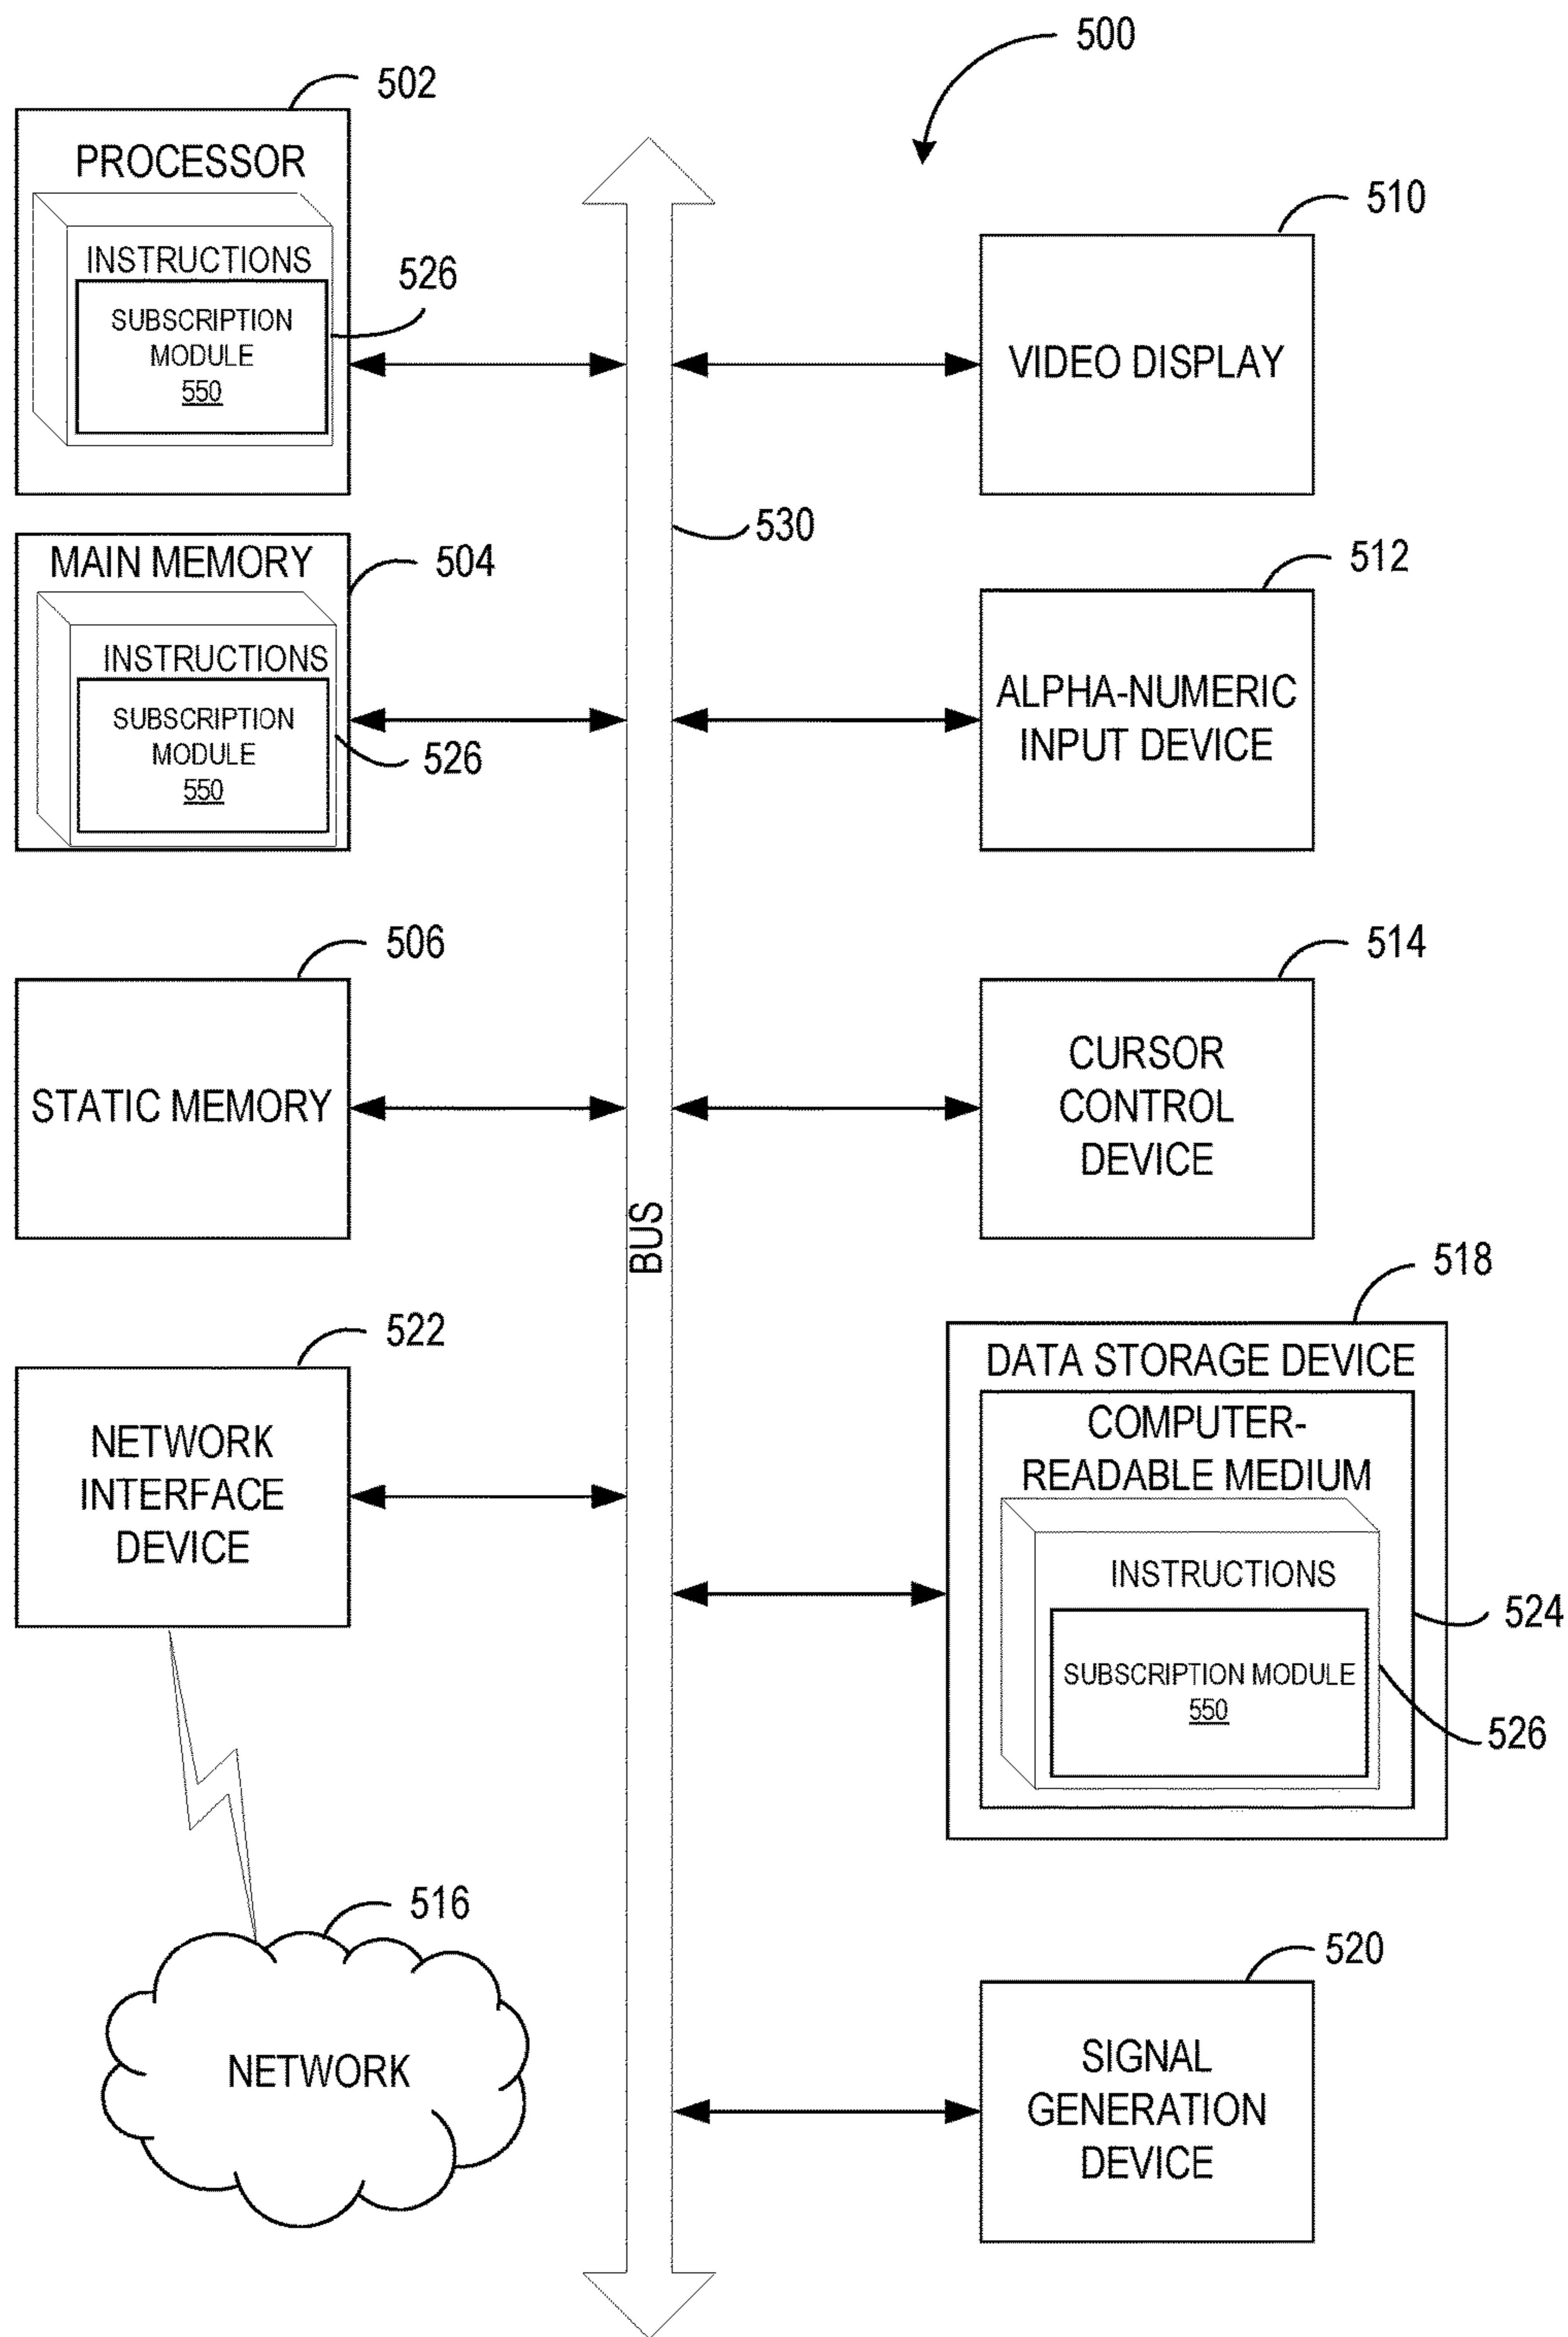 500
502
PROCESSOR
INSTRUCTIONS
SUBSCRIPTION
MODULE
550
526
510
VIDEO DISPLAY
530
MAIN MEMORY
504
INSTRUCTIONS
SUBSCRIPTION
MODULE
550
526
512
ALPHA-NUMERIC
INPUT DEVICE
506
STATIC MEMORY
514
CURSOR
CONTROL
DEVICE
BUS
522
NETWORK
INTERFACE
DEVICE
518
DATA STORAGE DEVICE
COMPUTER-
READABLE MEDIUM
INSTRUCTIONS
524
SUBSCRIPTION MODULE
550
526
516
NETWORK
520
SIGNAL
GENERATION
DEVICE